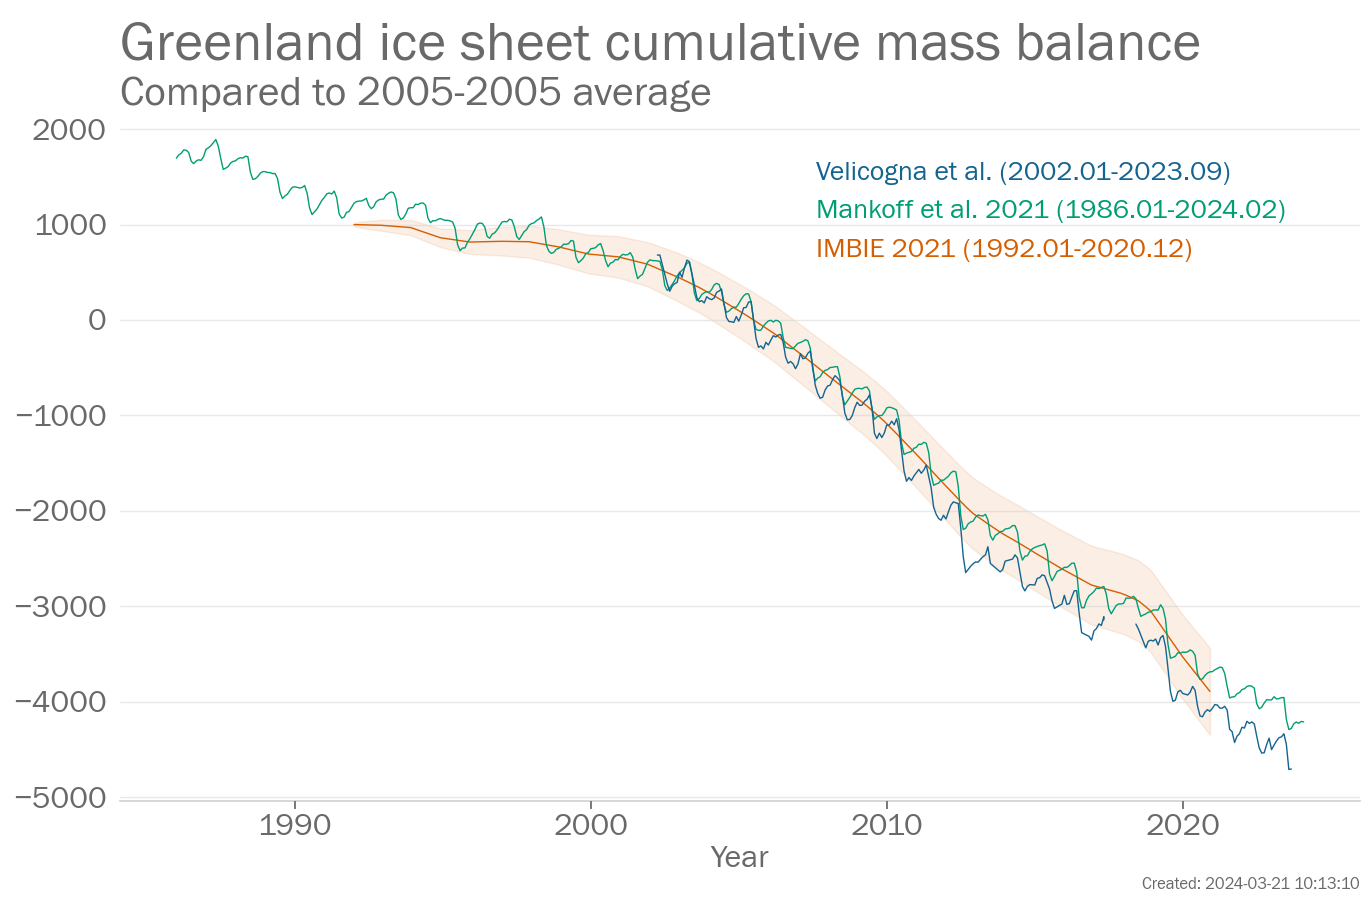 Greenland ice sheet cumulative mass balance
Compared to 2005-2005 average
2000
1000
0
−1000
−2000
−3000
−4000
−5000
Velicogna et al. (2002.01-2023.09)
Mankoff et al. 2021 (1986.01-2024.02)
IMBIE 2021 (1992.01-2020.12)
1990 2000 2010 2020
Year
Created: 2024-03-21 10:13:10